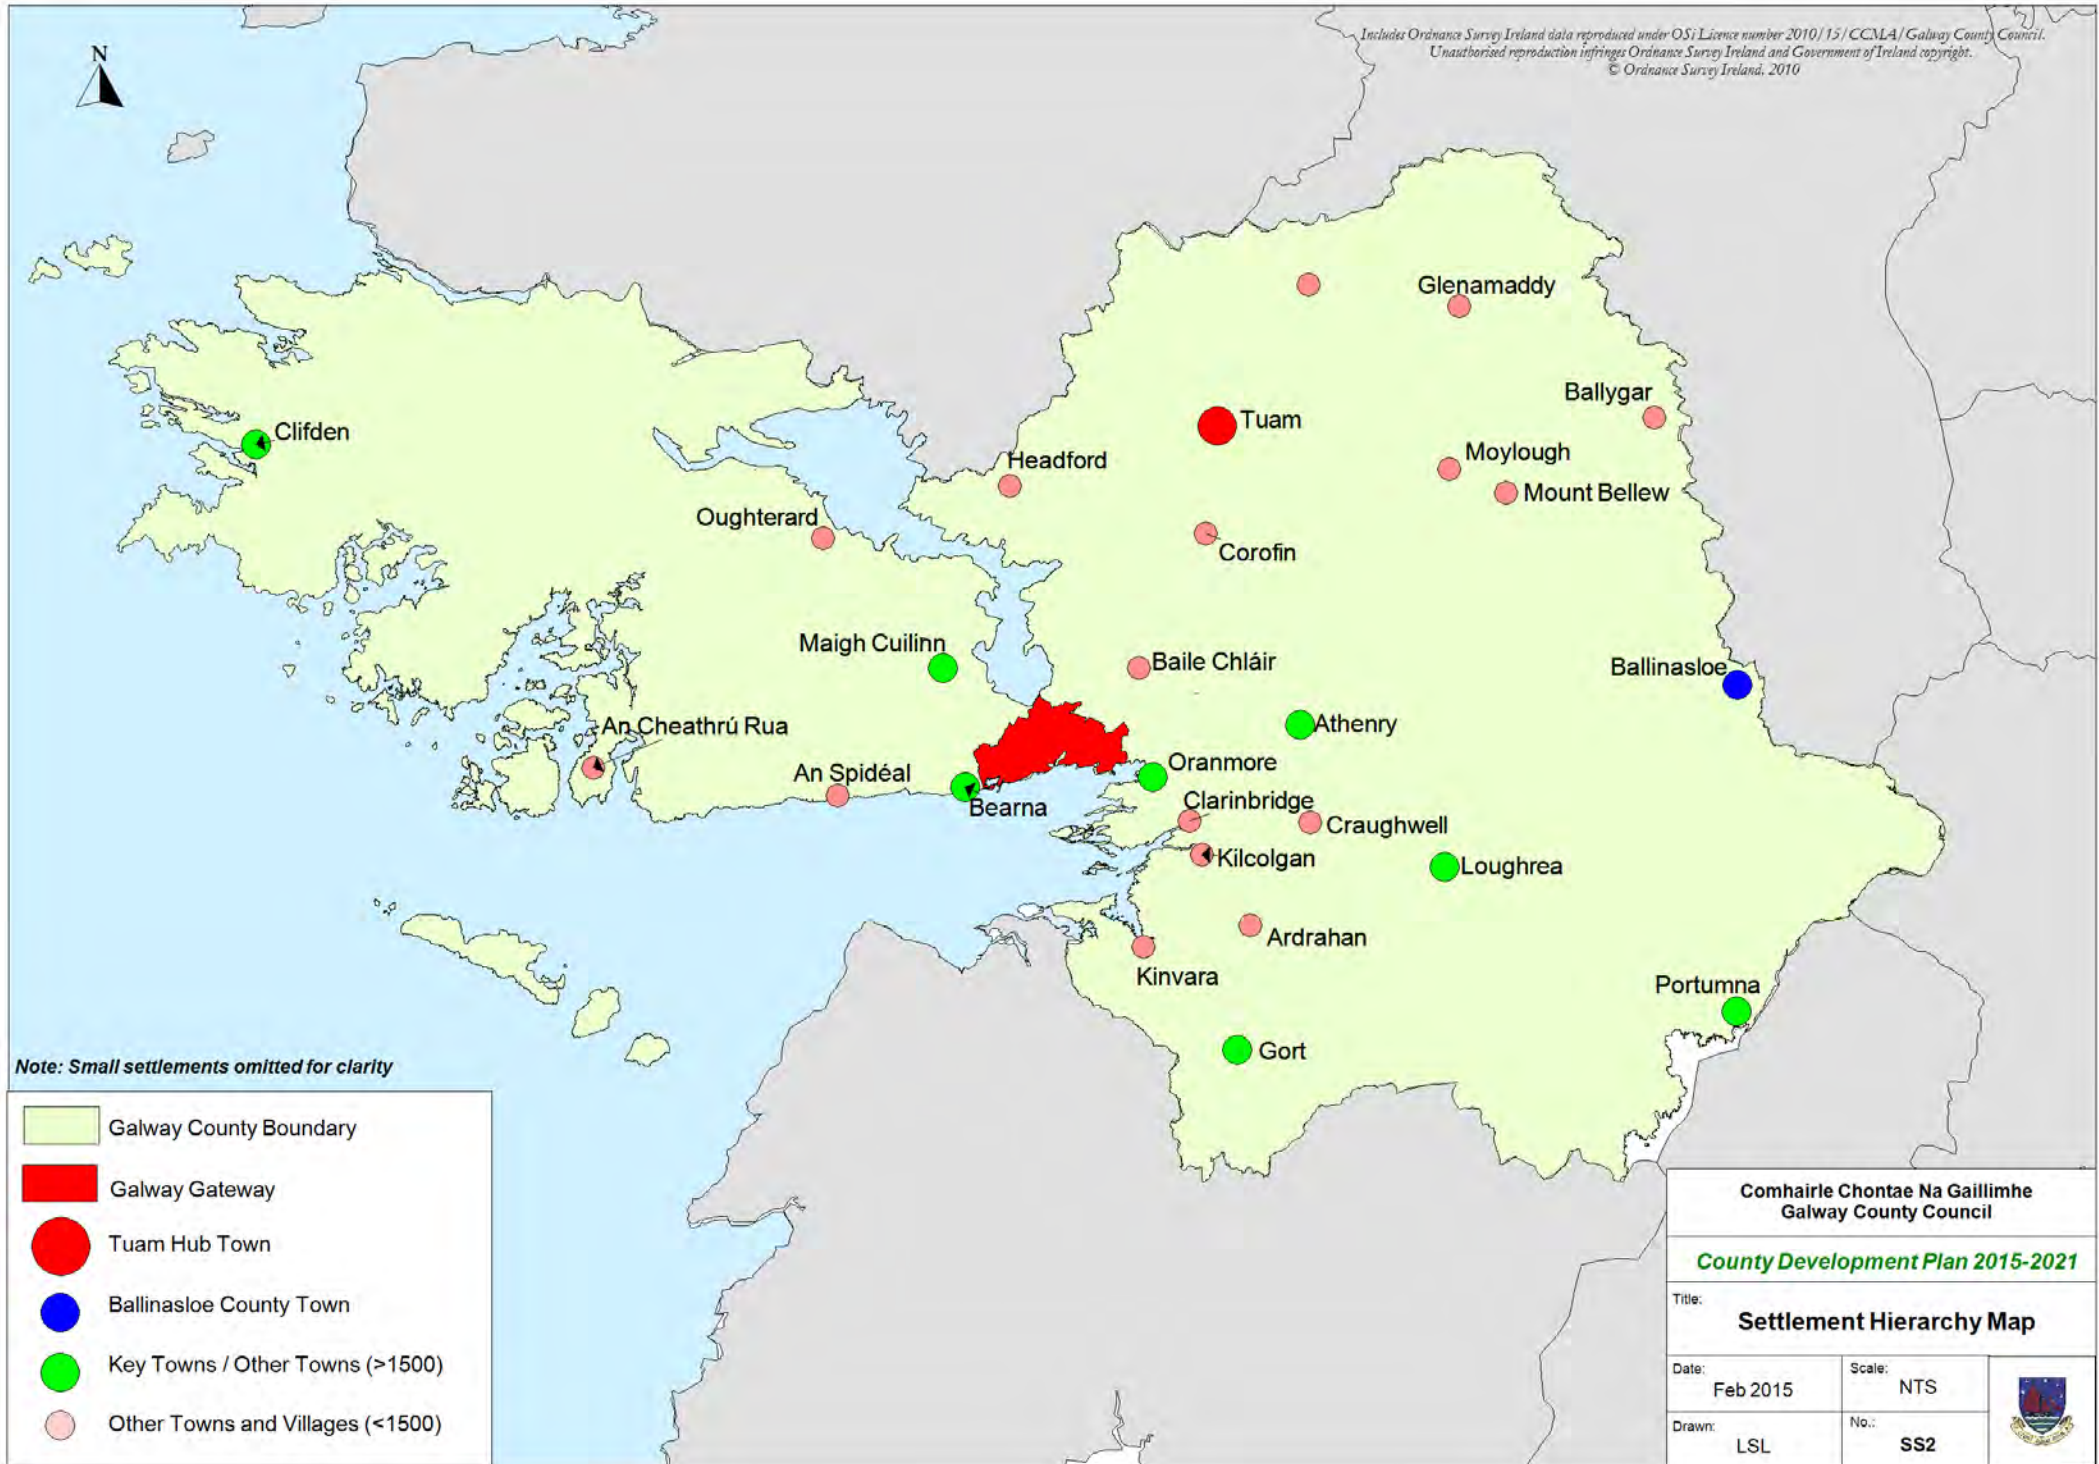 Includes Ordnance Survey Ireland data reproduced under OSi Licence number 2010/15/CCMA/Galway County Council.
Unauthorised reproduction infringes Ordnance Survey Ireland and Government of Ireland copyright.
© Ordnance Survey Ireland. 2010
N
Glenamaddy
Ballygar
Tuam
Clifden
Moylough
Headford
Mount Bellew
Oughterard
Corofin
Maigh Cuilinn
Baile Chláir
Ballinasloe
An Cheathrú Rua
Athenry
Oranmore
An Spidéal
Clarinbridge
Bearna
Craughwell
Kilcolgan
Loughrea
Ardrahan
Kinvara
Portumna
Gort
Note: Small settlements omitted for clarity
Galway County Boundary
Galway Gateway
Tuam Hub Town
Ballinasloe County Town
Key Towns / Other Towns (>1500)
Other Towns and Villages (<1500)
Comhairle Chontae Na Gaillimhe
Galway County Council
County Development Plan 2015-2021
Title:
Settlement Hierarchy Map
Date:
Feb 2015
Scale:
NTS
Drawn:
LSL
No.:
SS2